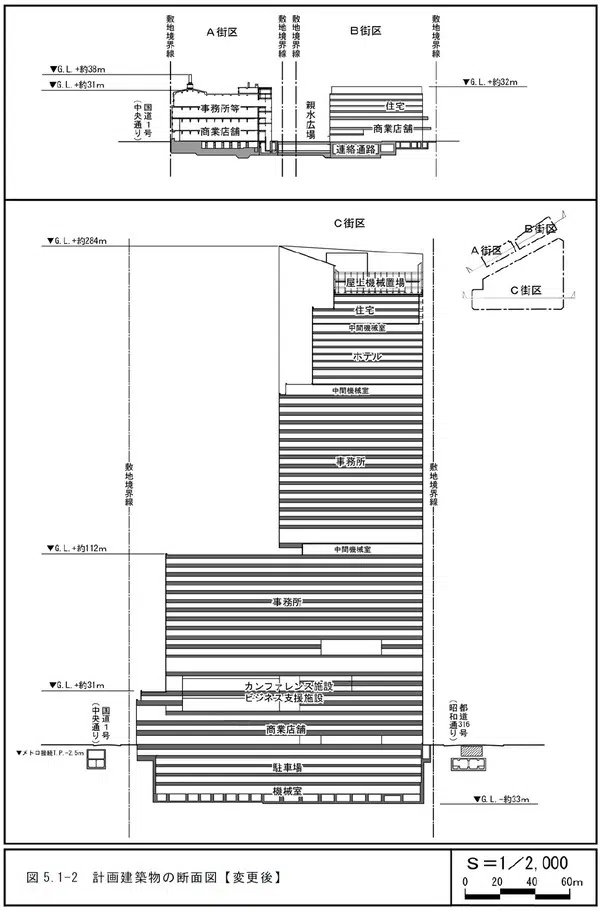 A街区
B街区
敷地境界線
敷地境界線
敷地境界線
敷地境界線
▼G.L.+約38m
▼G.L.+約31m
▼G.L.+約32m
国道1号
(中央通り)
事務所等
商業店舗
親水広場
住宅
商業店舗
連絡通路
C街区
▼G.L.+約284m
A街区
B街区
C街区
屋上機械置場
住宅
中間機械室
ホテル
中間機械室
事務所
敷地境界線
敷地境界線
▼G.L.+約112m
中間機械室
事務所
▼G.L.+約31m
カンファレンス施設
ビジネス支援施設
国道1号
(中央通り)
都道316号
(昭和通り)
商業店舗
▼メトロ接続T.P.-2.5m
駐車場
機械室
▼G.L.-約33m
図 5.1-2 計画建築物の断面図【変更後】
S=1/2,000
0 20 40 60m